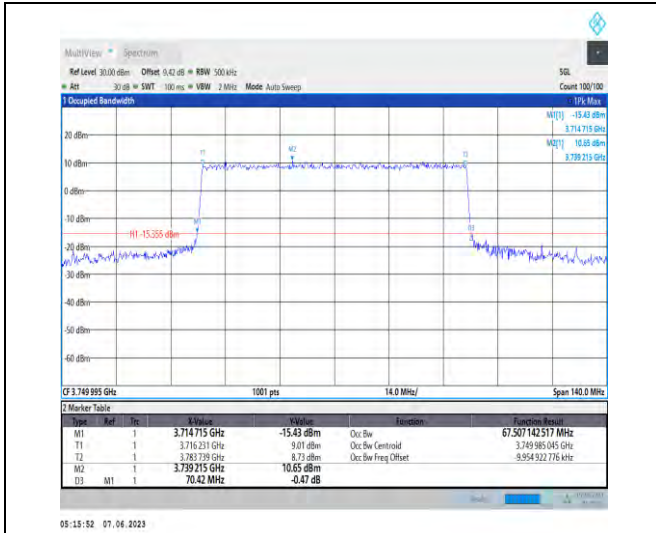 MultiView Spectrum
Ref Level 30.00 dBm Offset 9.42 dB RBW 500 kHz SGL
Att 30 dB SWT 100 ms VBW 2 MHz Mode Auto Sweep Count 100/100
1 Occupied Bandwidth 1Pk Max
M1[1] -15.43 dBm
3.714 715 GHz
M2[1] 10.65 dBm
3.739 215 GHz
20 dBm
T1 M2 T2
10 dBm
0 dBm
-10 dBm
M1
D3
H1 -15.355 dBm
-20 dBm
-30 dBm
-40 dBm
-50 dBm
-60 dBm
CF 3.749 995 GHz 1001 pts 14.0 MHz/ Span 140.0 MHz
2 Marker Table
Type Ref Trc X-Value Y-Value Function Function Result
M1 1 3.714 715 GHz -15.43 dBm Occ Bw 67.507 142 517 MHz
T1 1 3.716 231 GHz 9.01 dBm Occ Bw Centroid 3.749 985 045 GHz
T2 1 3.783 739 GHz 8.73 dBm Occ Bw Freq Offset -9.954 922 776 kHz
M2 1 3.739 215 GHz 10.65 dBm
D3 M1 1 70.42 MHz -0.47 dB
05:15:52 07.06.2023